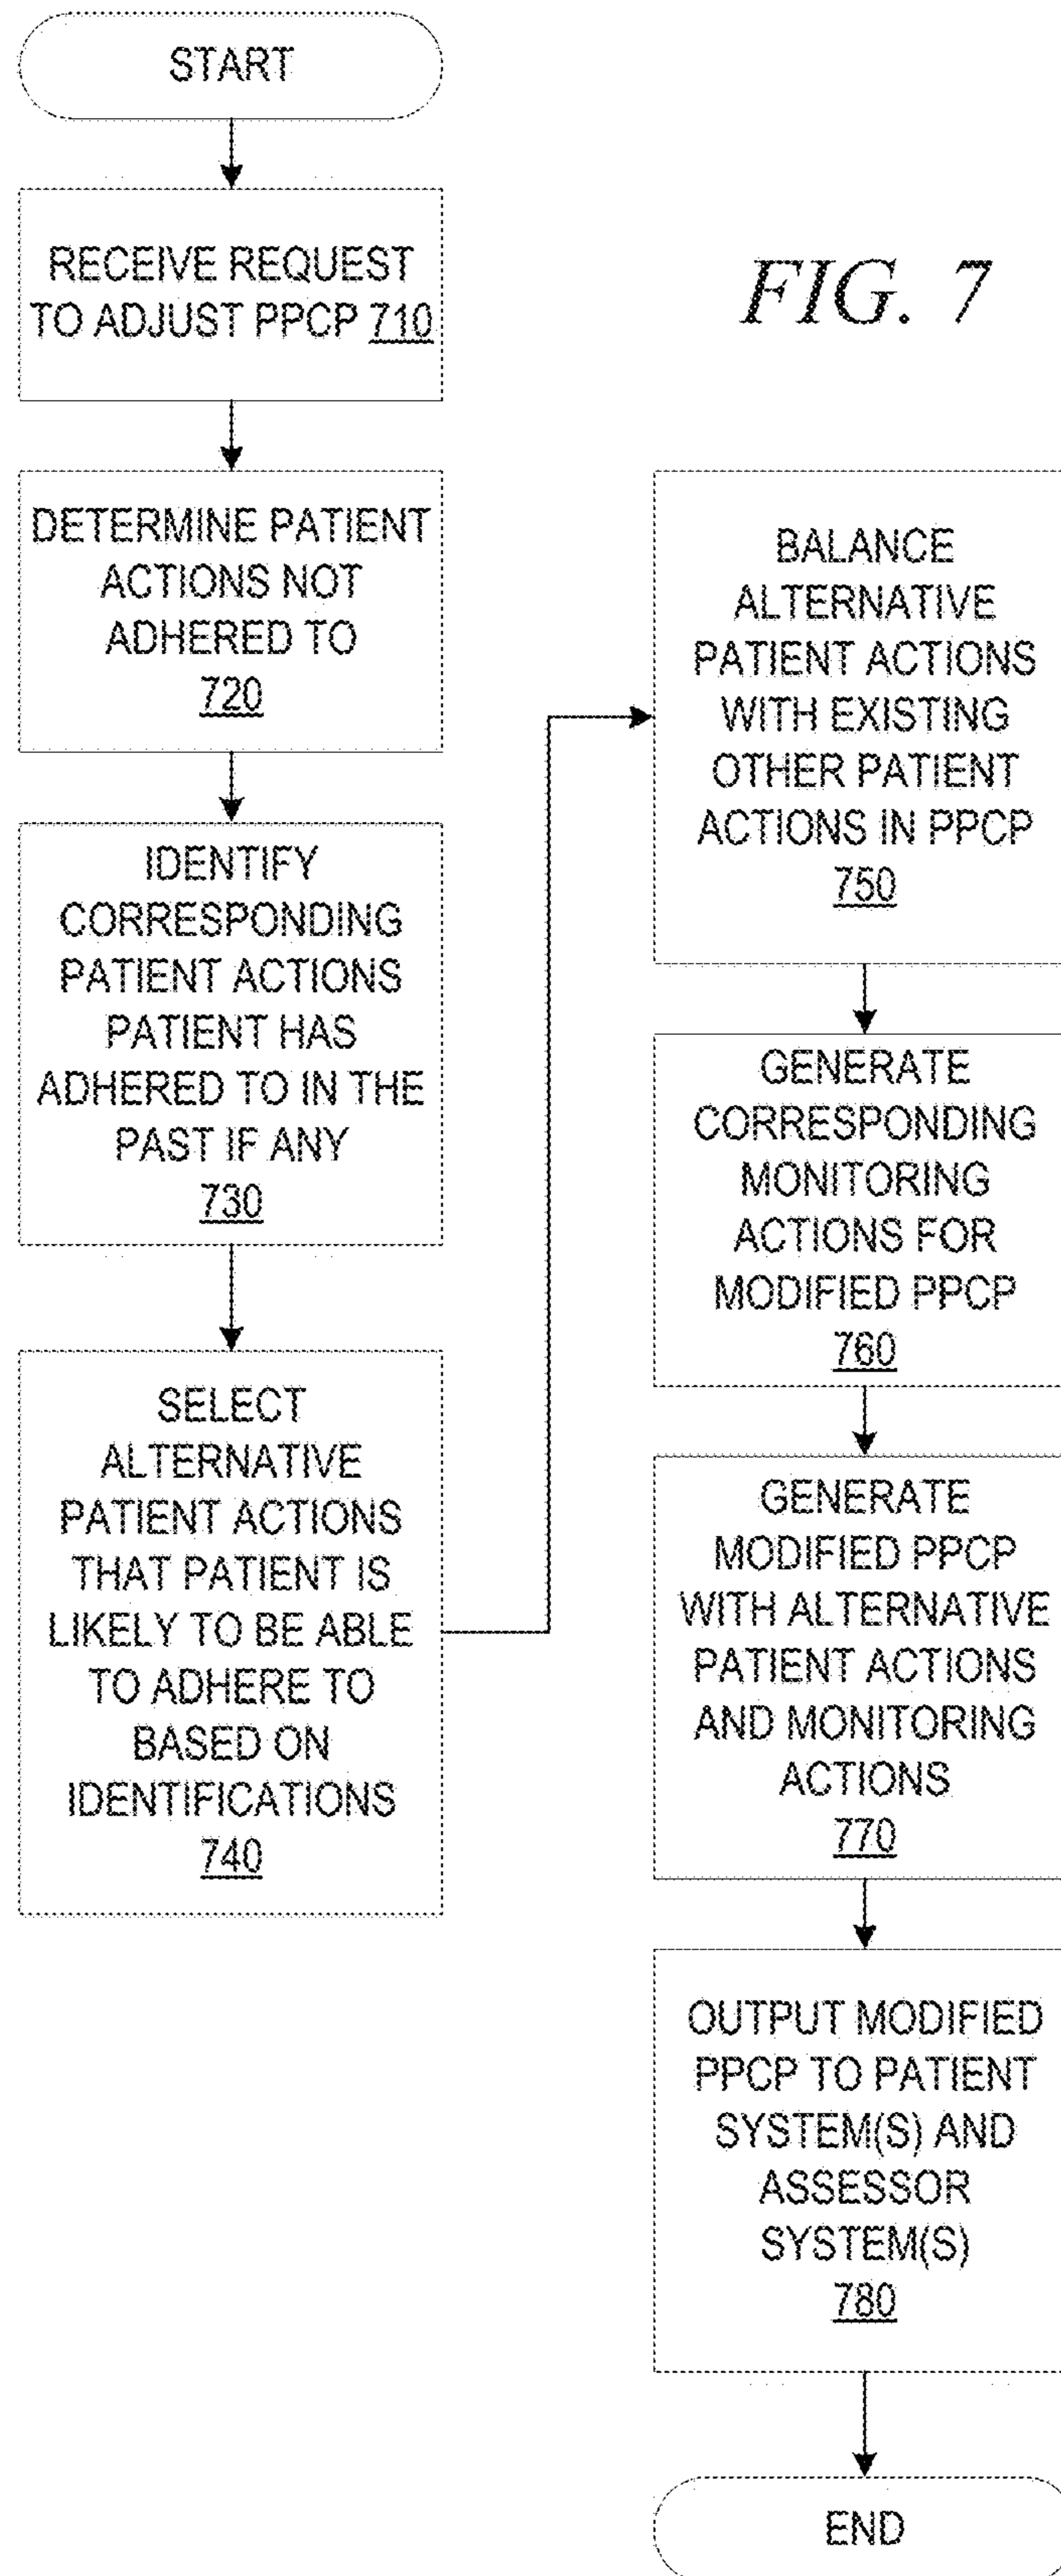 START
RECEIVE REQUEST
TO ADJUST PPCP 710
DETERMINE PATIENT
ACTIONS NOT
ADHERED TO
720
IDENTIFY
CORRESPONDING
PATIENT ACTIONS
PATIENT HAS
ADHERED TO IN THE
PAST IF ANY
730
SELECT
ALTERNATIVE
PATIENT ACTIONS
THAT PATIENT IS
LIKELY TO BE ABLE
TO ADHERE TO
BASED ON
IDENTIFICATIONS
740
FIG. 7
BALANCE
ALTERNATIVE
PATIENT ACTIONS
WITH EXISTING
OTHER PATIENT
ACTIONS IN PPCP
750
GENERATE
CORRESPONDING
MONITORING
ACTIONS FOR
MODIFIED PPCP
760
GENERATE
MODIFIED PPCP
WITH ALTERNATIVE
PATIENT ACTIONS
AND MONITORING
ACTIONS
770
OUTPUT MODIFIED
PPCP TO PATIENT
SYSTEM(S) AND
ASSESSOR
SYSTEM(S)
780
END